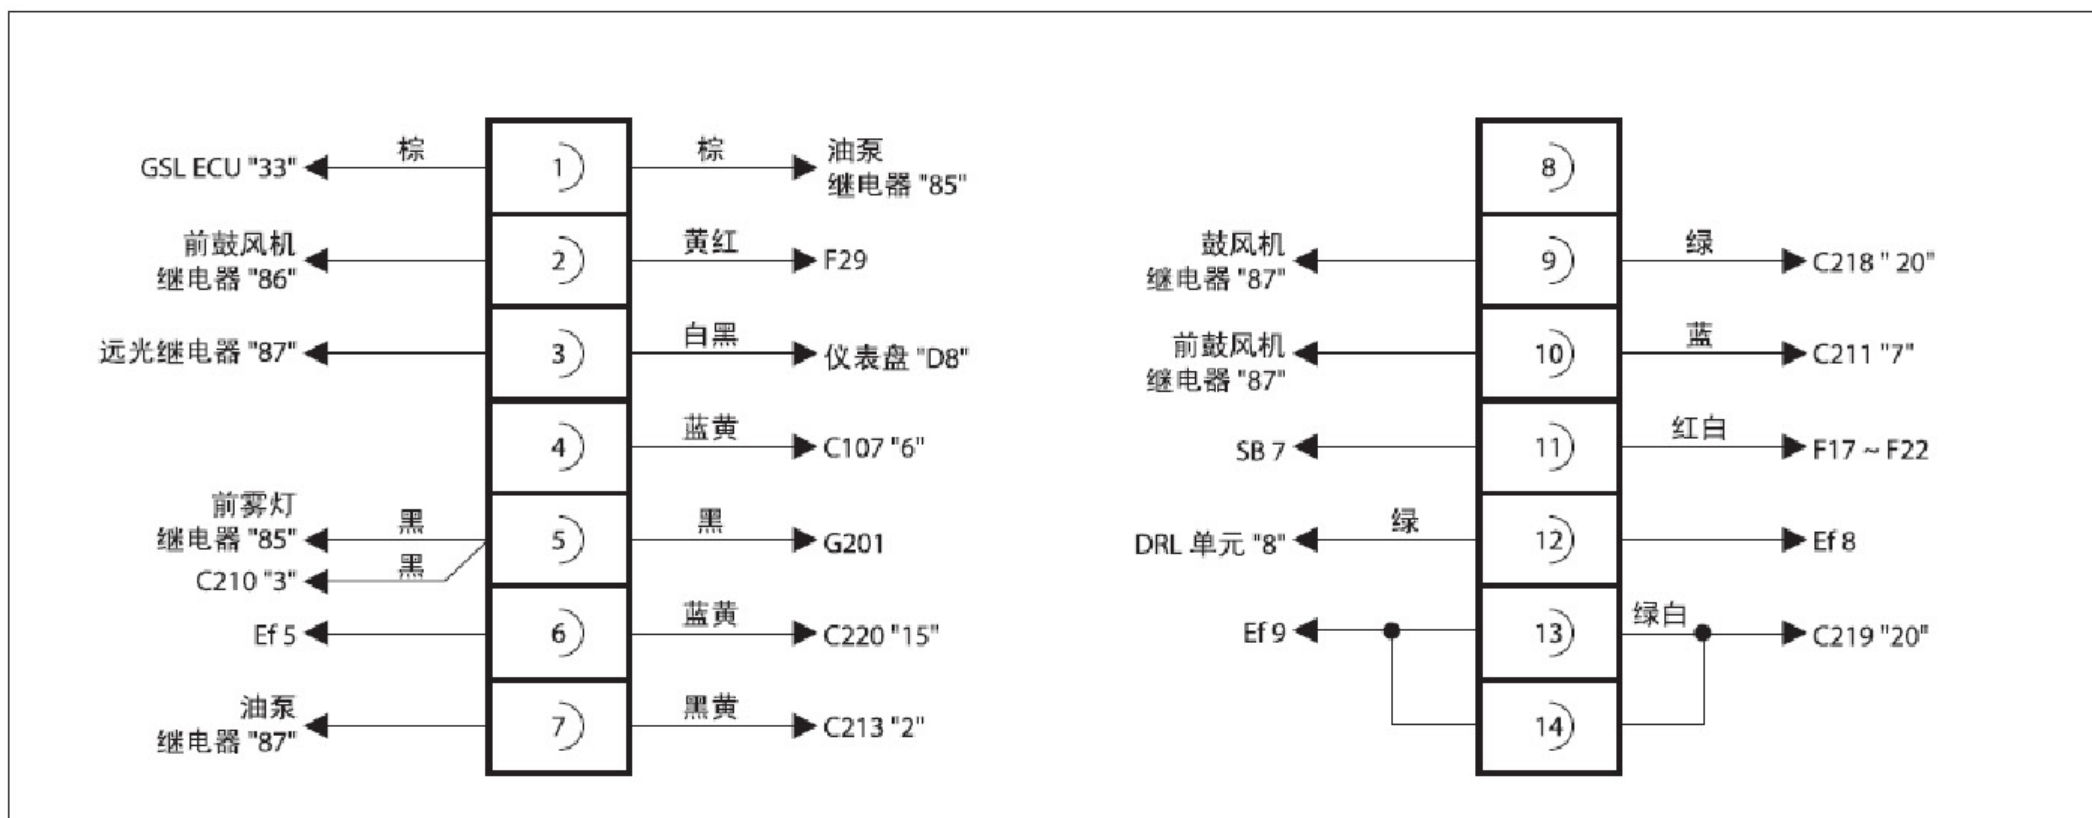 GSL ECU "33"
棕
1
棕
油泵
继电器 "85"
前鼓风机
继电器 "86"
2
黄红
F29
远光继电器 "87"
3
白黑
仪表盘 "D8"
4
蓝黄
C107 "6"
前雾灯
继电器 "85"
黑
C210 "3"
黑
5
黑
G201
Ef 5
6
蓝黄
C220 "15"
油泵
继电器 "87"
7
黑黄
C213 "2"
8
鼓风机
继电器 "87"
9
绿
C218 " 20"
前鼓风机
继电器 "87"
10
蓝
C211 "7"
SB 7
11
红白
F17 ~ F22
DRL 单元 "8"
绿
12
Ef 8
Ef 9
13
绿白
C219 "20"
14